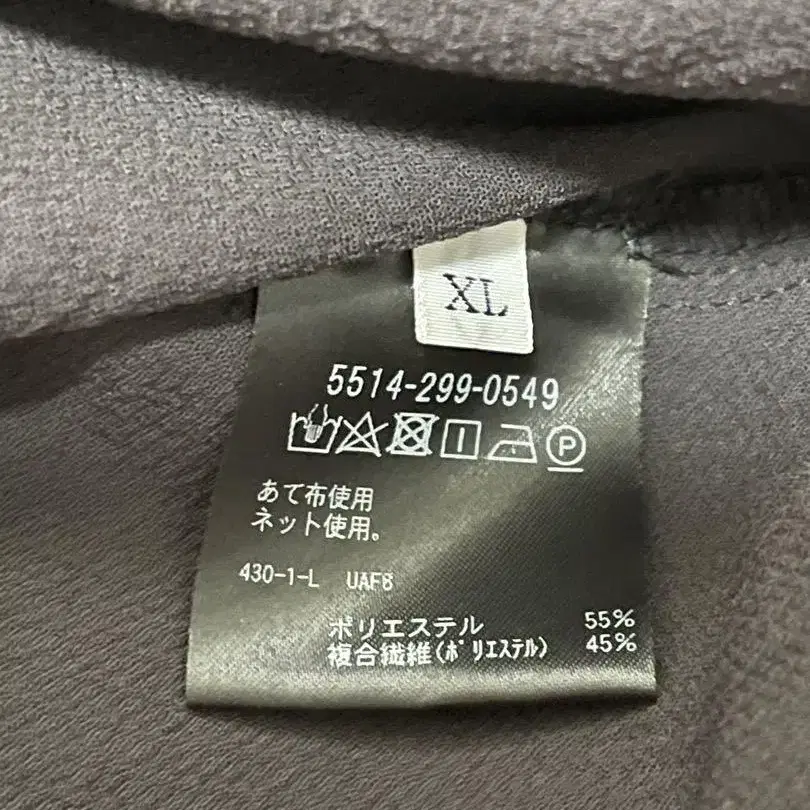 XL
5514-299-0549
P
あて布使用
ネット使用。
430-1-L UAF8
ポリエステル 55%
複合繊維(ポリエステル) 45%